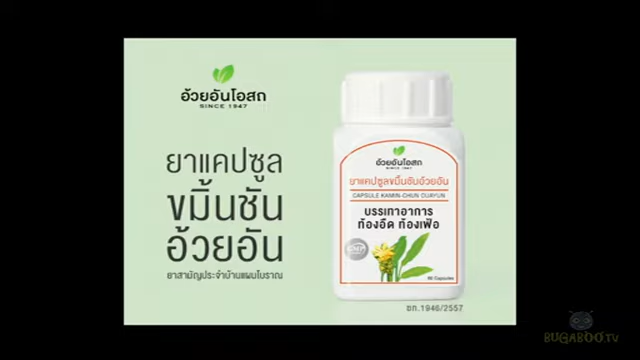 อ้วยอันโอสถ
SINCE 1947
ยาแคปซูล
ขมิ้นชัน
อ้วยอัน
ยาสามัญประจำบ้านแผนโบราณ
อ้วยอันโอสถ
SINCE 1947
ยาแคปซูลขมิ้นชันอ้วยอัน
CAPSULE KAMIN-CHUN OUAYUN
บรรเทาอาการ
ท้องอืด ท้องเฟ้อ
60 Capsules
ฆท.1946/2557
BUGABOO.TV